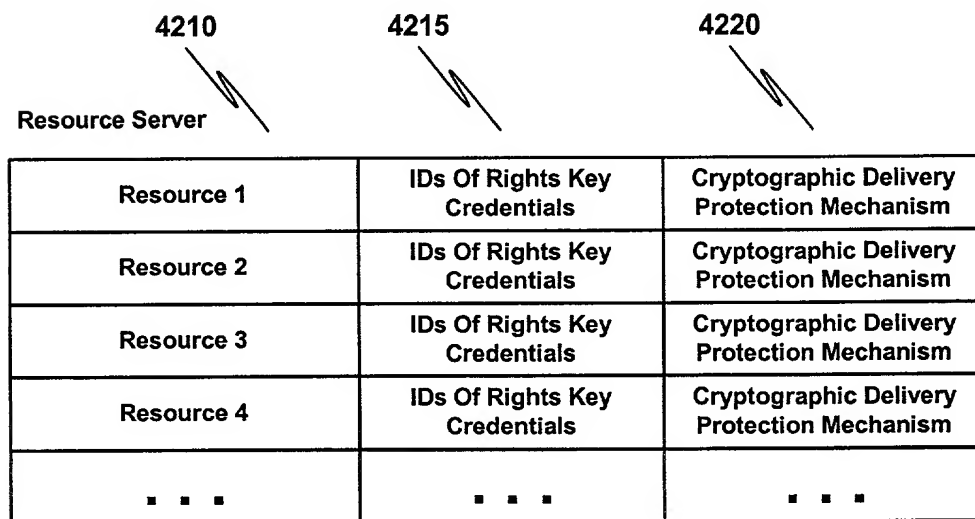 4210 4215 4220
Resource Server
Resource 1
IDs Of Rights Key
Credentials
Cryptographic Delivery
Protection Mechanism
Resource 2
IDs Of Rights Key
Credentials
Cryptographic Delivery
Protection Mechanism
Resource 3
IDs Of Rights Key
Credentials
Cryptographic Delivery
Protection Mechanism
Resource 4
IDs Of Rights Key
Credentials
Cryptographic Delivery
Protection Mechanism
. . . . . . . . .